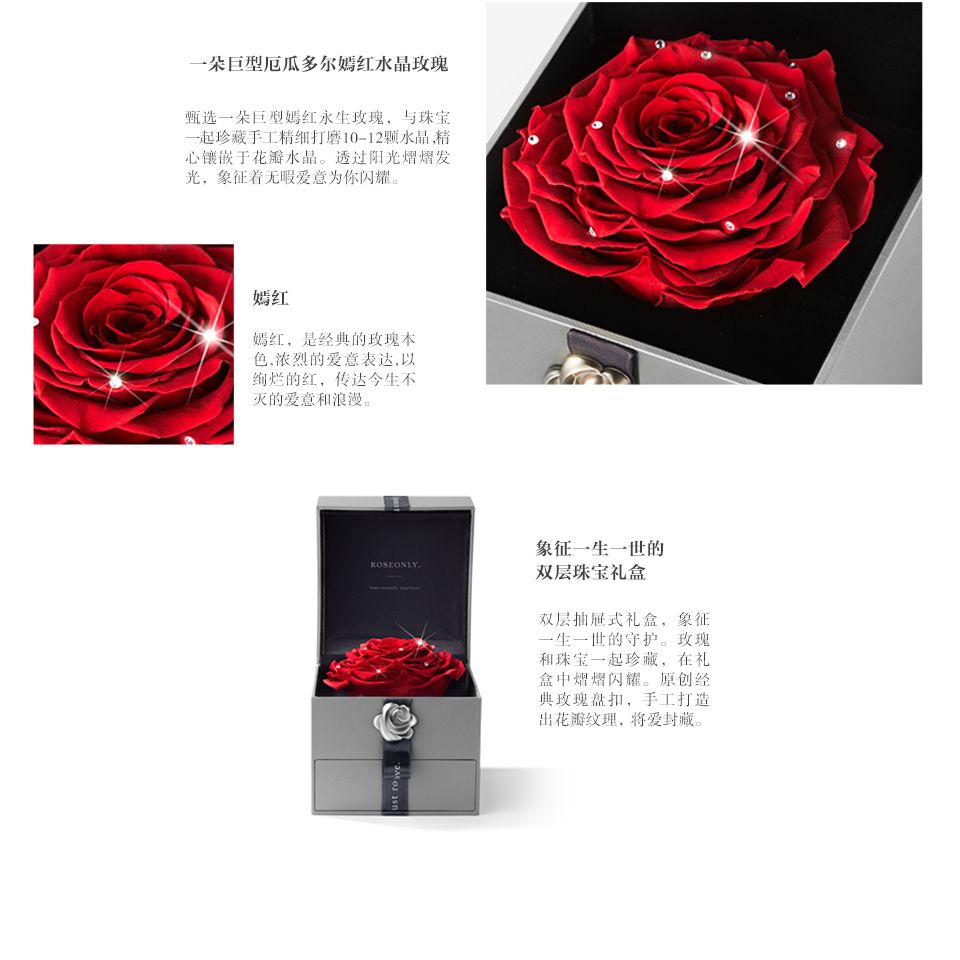 一朵巨型厄瓜多尔嫣红水晶玫瑰
甄选一朵巨型嫣红永生玫瑰，与珠宝
一起珍藏手工精细打磨10-12颗水晶,精
心镶嵌于花瓣水晶。透过阳光熠熠发
光，象征着无暇爱意为你闪耀。
嫣红
嫣红，是经典的玫瑰本
色,浓烈的爱意表达,以
绚烂的红，传达今生不
灭的爱意和浪漫。
象征一生一世的
双层珠宝礼盒
双层抽屉式礼盒，象征
一生一世的守护。玫瑰
和珠宝一起珍藏，在礼
盒中熠熠闪耀。原创经
典玫瑰盘扣，手工打造
出花瓣纹理，将爱封藏。
ROSEONLY.